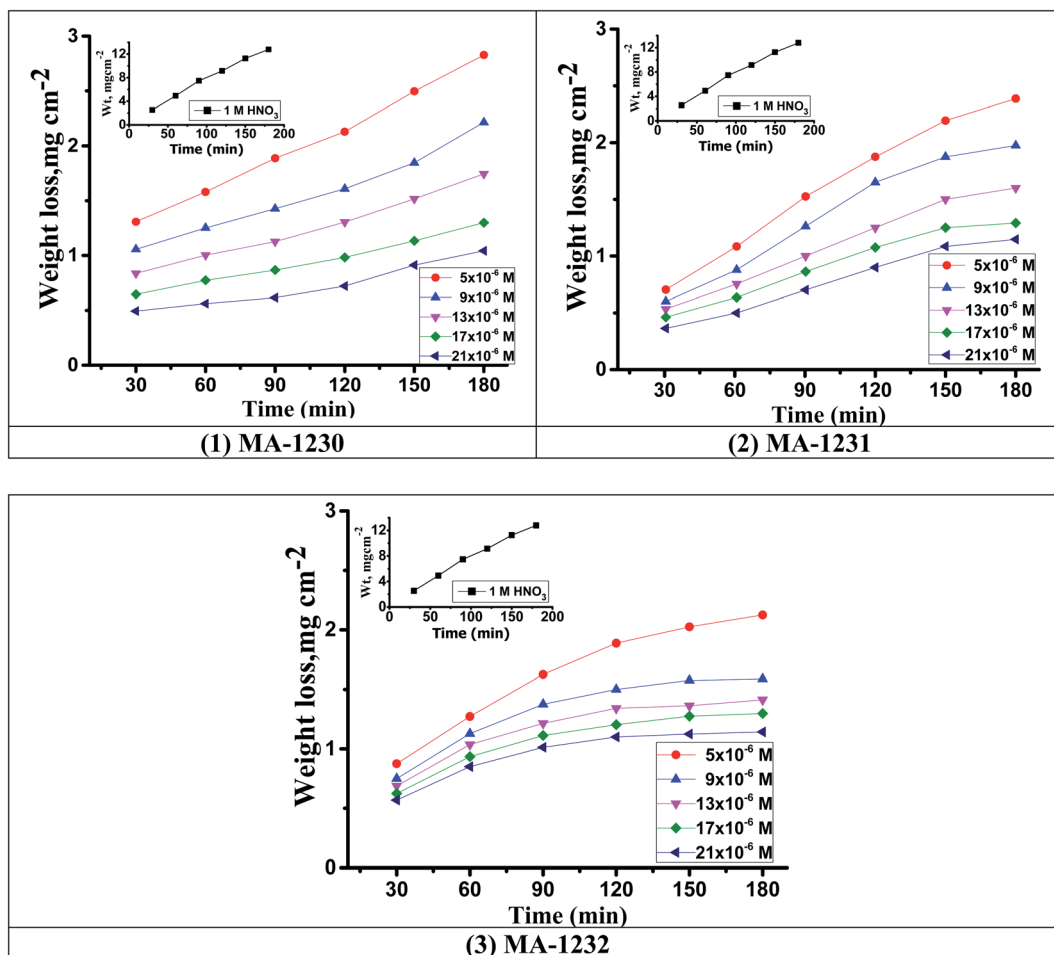 3
2
1
0
Weight loss,mg cm⁻²
30 60 90 120 150 180
Time (min)
12
8
4
0
Wt, mgcm⁻²
1 M HNO₃
0 50 100 150 200
Time (min)
5x10⁻⁶ M
9x10⁻⁶ M
13x10⁻⁶ M
17x10⁻⁶ M
21x10⁻⁶ M
(1) MA-1230
3
2
1
0
Weight loss,mg cm⁻²
30 60 90 120 150 180
Time (min)
12
8
4
0
Wt, mgcm⁻²
1 M HNO₃
0 50 100 150 200
Time (min)
5x10⁻⁶ M
9x10⁻⁶ M
13x10⁻⁶ M
17x10⁻⁶ M
21x10⁻⁶ M
(2) MA-1231
3
2
1
0
Weight loss,mg cm⁻²
30 60 90 120 150 180
Time (min)
12
8
4
0
Wt, mgcm⁻²
1 M HNO₃
0 50 100 150 200
Time (min)
5x10⁻⁶ M
9x10⁻⁶ M
13x10⁻⁶ M
17x10⁻⁶ M
21x10⁻⁶ M
(3) MA-1232